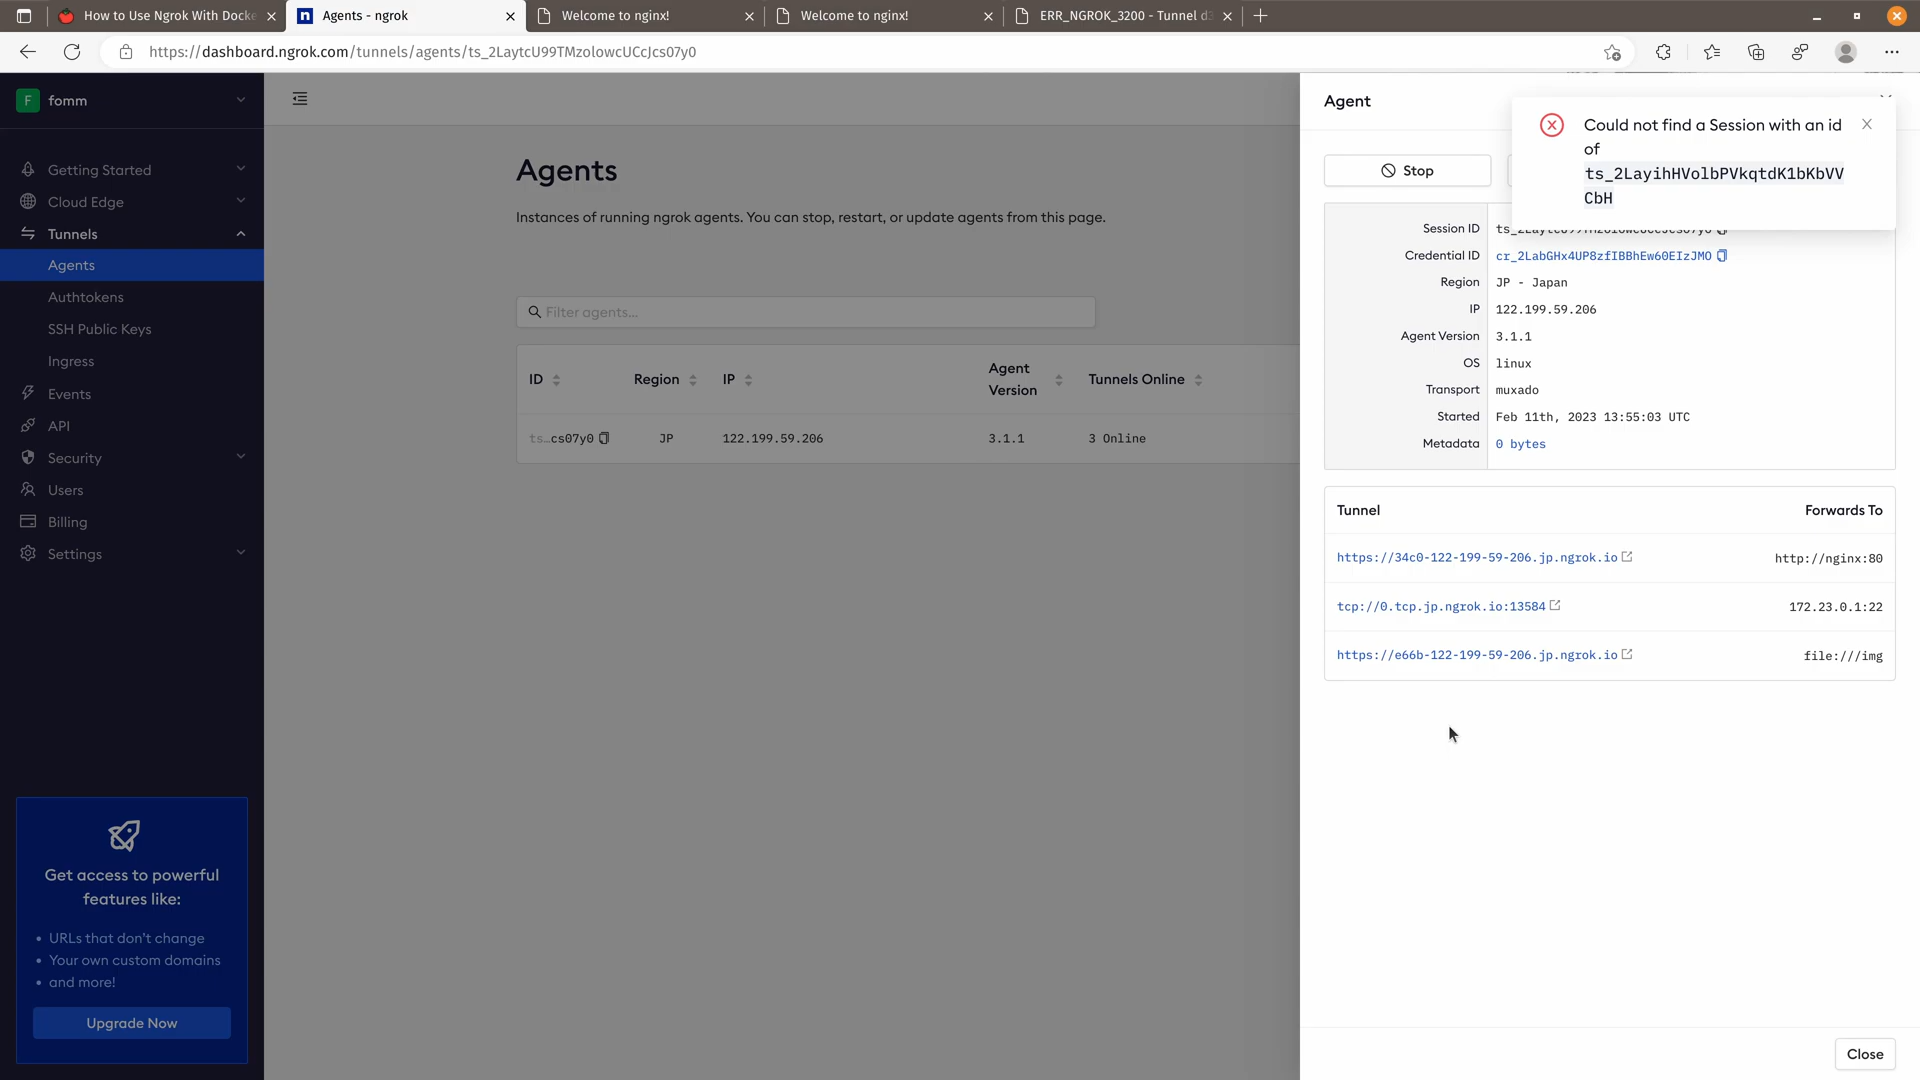 How to Use Ngrok With Docke
Agents - ngrok
Welcome to nginx!
Welcome to nginx!
ERR_NGROK_3200 - Tunnel d3
https://dashboard.ngrok.com/tunnels/agents/ts_2LaytcU99TMzolowcUCcJcs07y0
F
fomm
Getting Started
Cloud Edge
Tunnels
Agents
Authtokens
SSH Public Keys
Ingress
Events
API
Security
Users
Billing
Settings
Get access to powerful
features like:
• URLs that don't change
• Your own custom domains
• and more!
Upgrade Now
Agents
Instances of running ngrok agents. You can stop, restart, or update agents from this page.
Filter agents...
ID Region IP Agent Version Tunnels Online
ts…cs07y0 JP 122.199.59.206 3.1.1 3 Online
Agent
Could not find a Session with an id
of
ts_2LayihHVolbPVkqtdK1bKbVV
CbH
Stop
Session ID
Credential ID cr_2LabGHx4UP8zfIBBhEw60EIzJMO
Region JP - Japan
IP 122.199.59.206
Agent Version 3.1.1
OS linux
Transport muxado
Started Feb 11th, 2023 13:55:03 UTC
Metadata 0 bytes
Tunnel Forwards To
https://34c0-122-199-59-206.jp.ngrok.io http://nginx:80
tcp://0.tcp.jp.ngrok.io:13584 172.23.0.1:22
https://e66b-122-199-59-206.jp.ngrok.io file:///img
Close